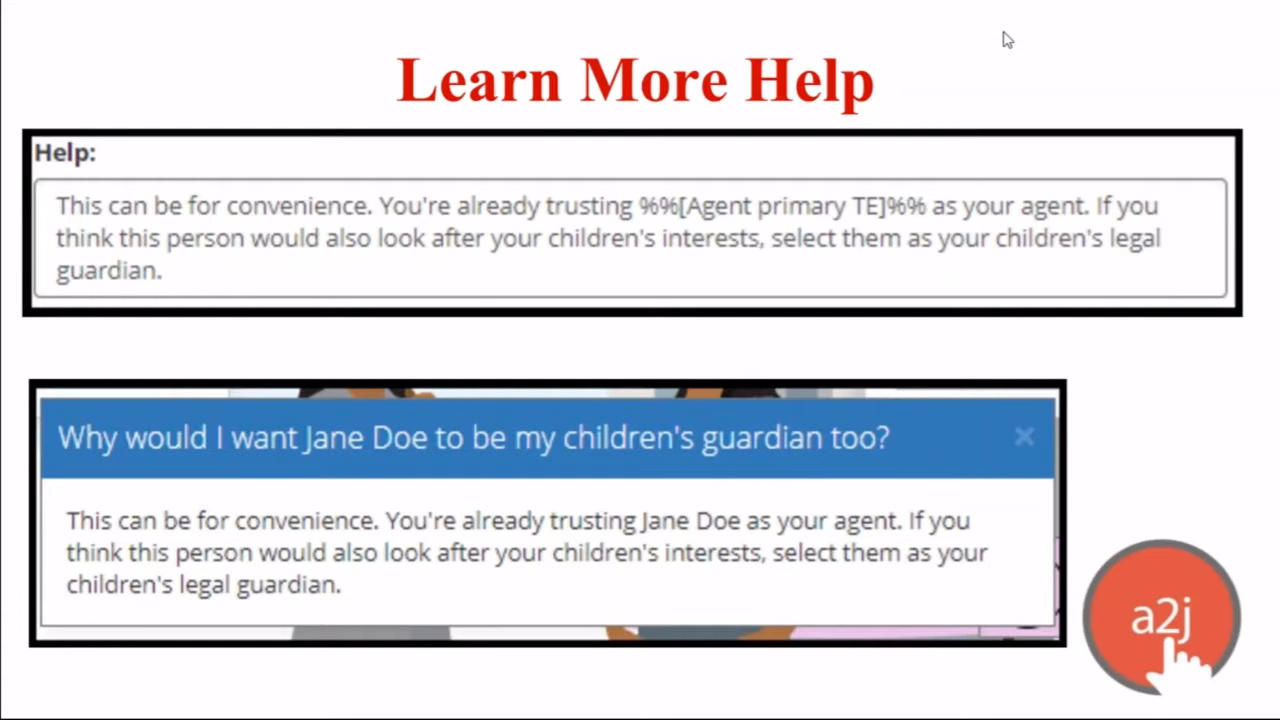 Learn More Help
Help:
This can be for convenience. You're already trusting %%[Agent primary TE]%% as your agent. If you
think this person would also look after your children's interests, select them as your children's legal
guardian.
Why would I want Jane Doe to be my children's guardian too?
This can be for convenience. You're already trusting Jane Doe as your agent. If you
think this person would also look after your children's interests, select them as your
children's legal guardian.
a2j